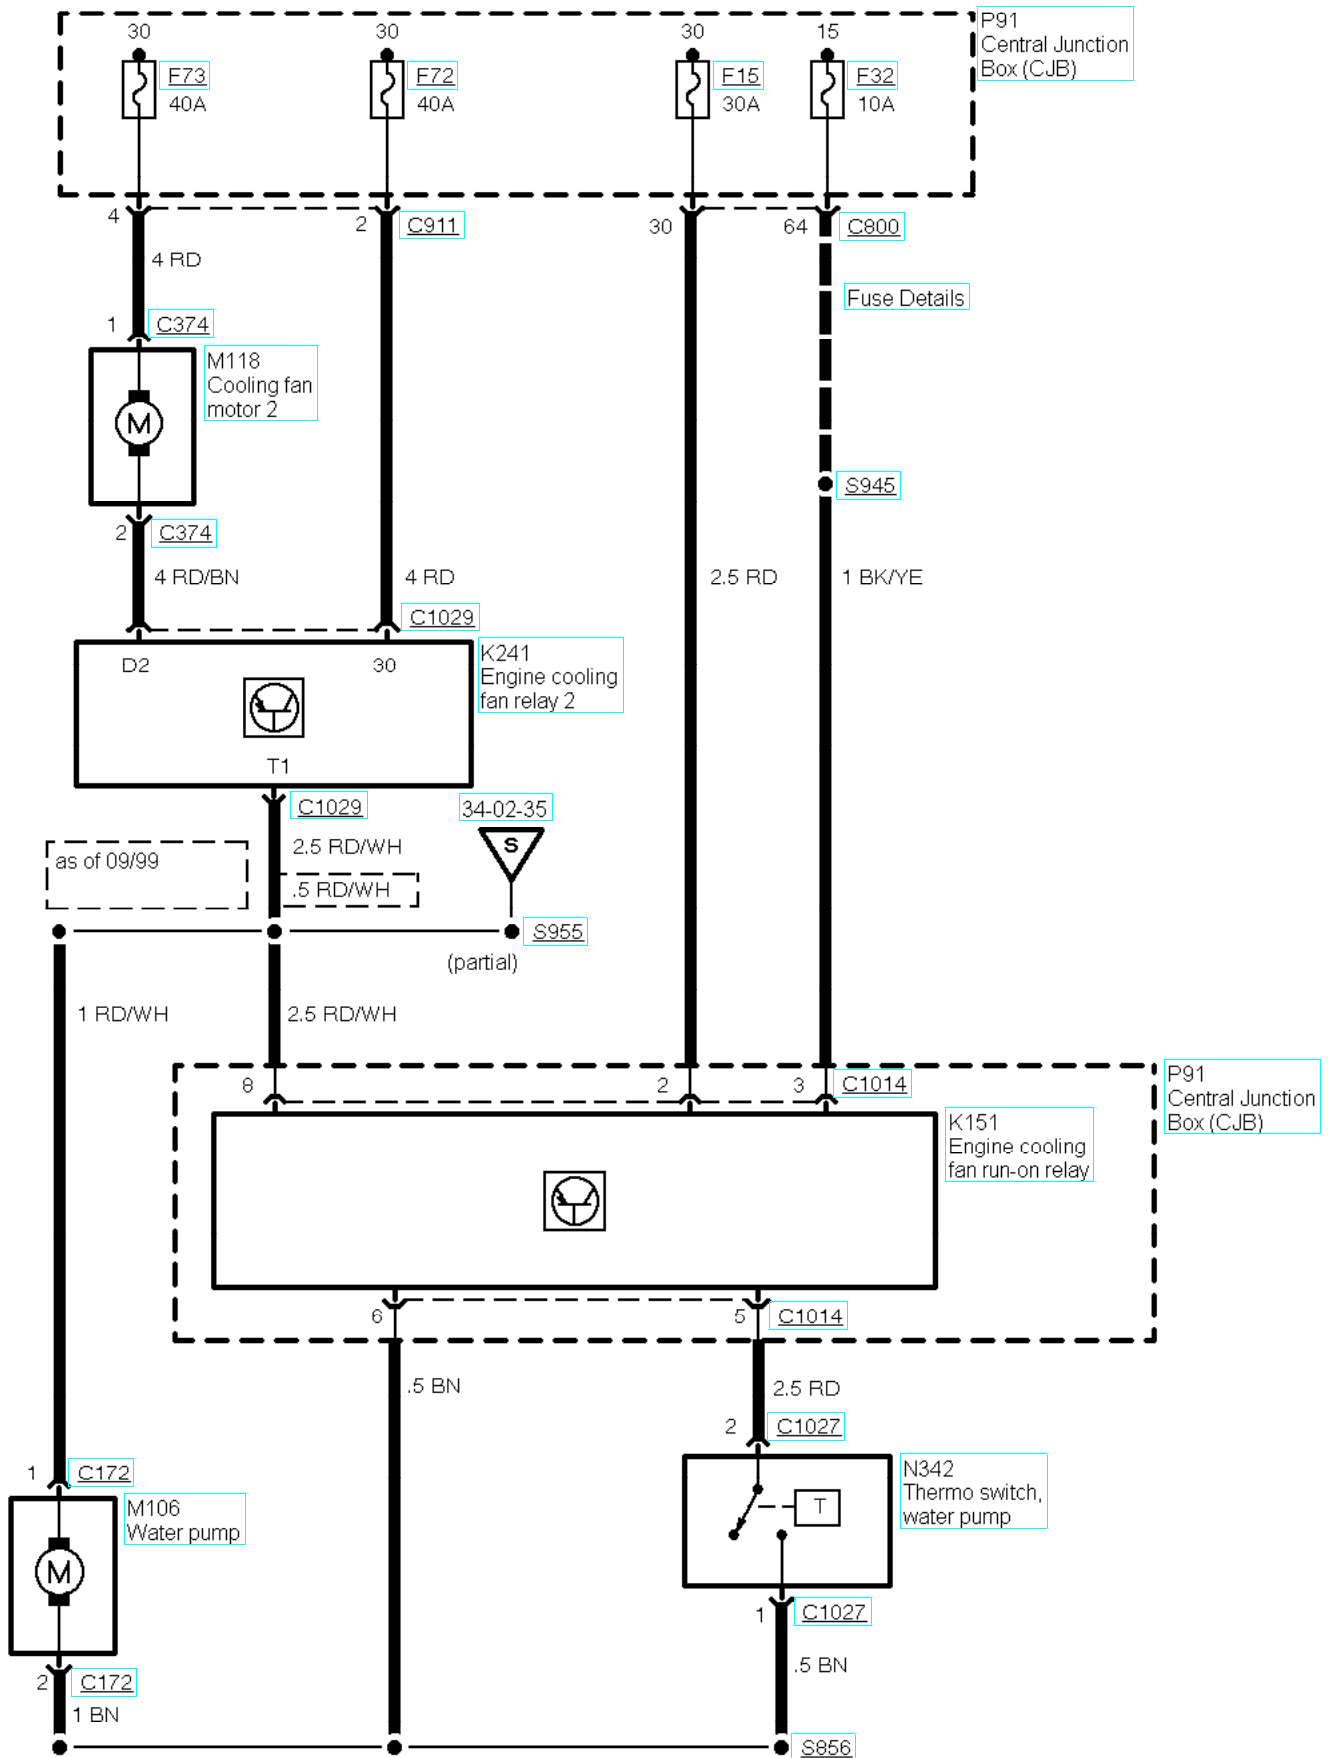 30
30
30
15
P91
Central Junction
Box (CJB)
F73
40A
F72
40A
F15
30A
F32
10A
4
2
C911
30
64
C800
4 RD
Fuse Details
1
C374
M118
Cooling fan
motor 2
M
S945
2
C374
4 RD/BN
4 RD
2.5 RD
1 BK/YE
C1029
D2
30
K241
Engine cooling
fan relay 2
T1
C1029
34-02-35
S
2.5 RD/WH
as of 09/99
.5 RD/WH
S955
(partial)
1 RD/WH
2.5 RD/WH
8
2
3
C1014
P91
Central Junction
Box (CJB)
K151
Engine cooling
fan run-on relay
6
5
C1014
.5 BN
2.5 RD
2
C1027
1
C172
M106
Water pump
M
N342
Thermo switch,
water pump
T
1
C1027
.5 BN
2
C172
1 BN
S856